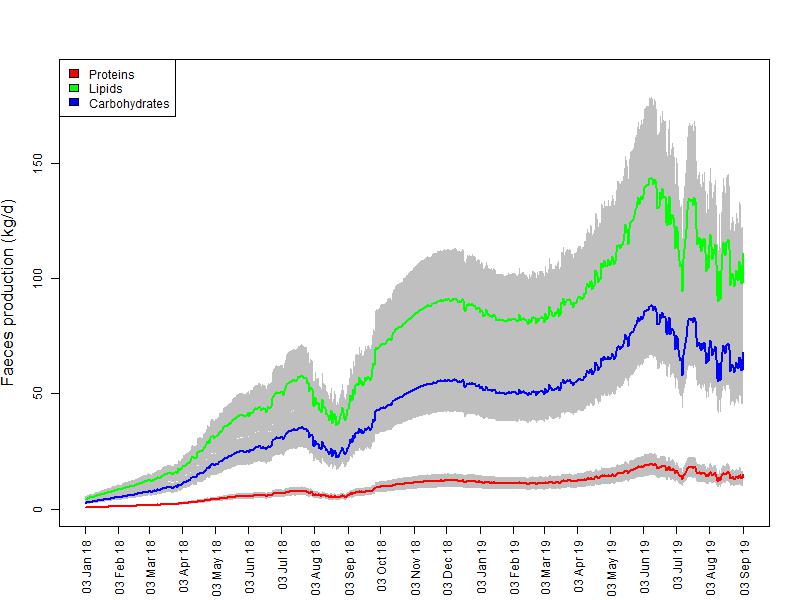 Proteins
Lipids
Carbohydrates
Faeces production (kg/d)
150
100
50
0
03 Jan 18
03 Feb 18
03 Mar 18
03 Apr 18
03 May 18
03 Jun 18
03 Jul 18
03 Aug 18
03 Sep 18
03 Oct 18
03 Nov 18
03 Dec 18
03 Jan 19
03 Feb 19
03 Mar 19
03 Apr 19
03 May 19
03 Jun 19
03 Jul 19
03 Aug 19
03 Sep 19